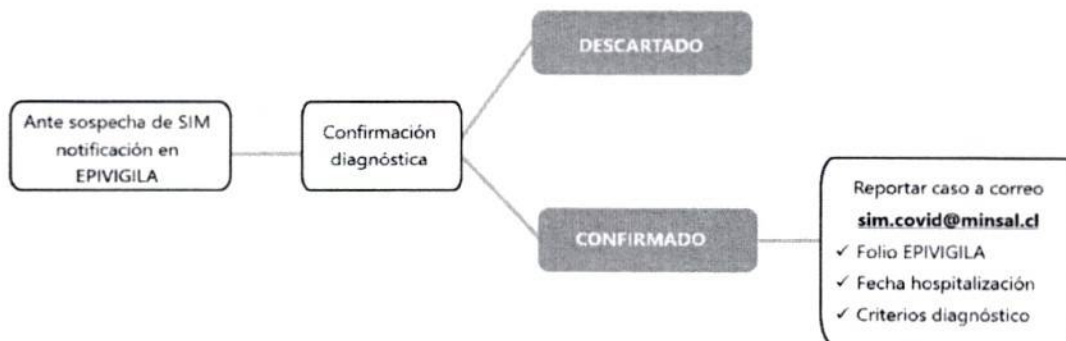 Ante sospecha de SIM
notificación en
EPIVIGILA
Confirmación
diagnóstica
DESCARTADO
CONFIRMADO
Reportar caso a correo
sim.covid@minsal.cl
✓ Folio EPIVIGILA
✓ Fecha hospitalización
✓ Criterios diagnóstico